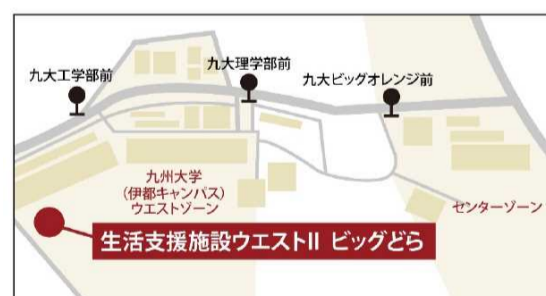 九大工学部前
九大理学部前
九大ビッグオレンジ前
九州大学
(伊都キャンパス)
ウエストゾーン
センターゾーン
生活支援施設ウエストII ビッグどら